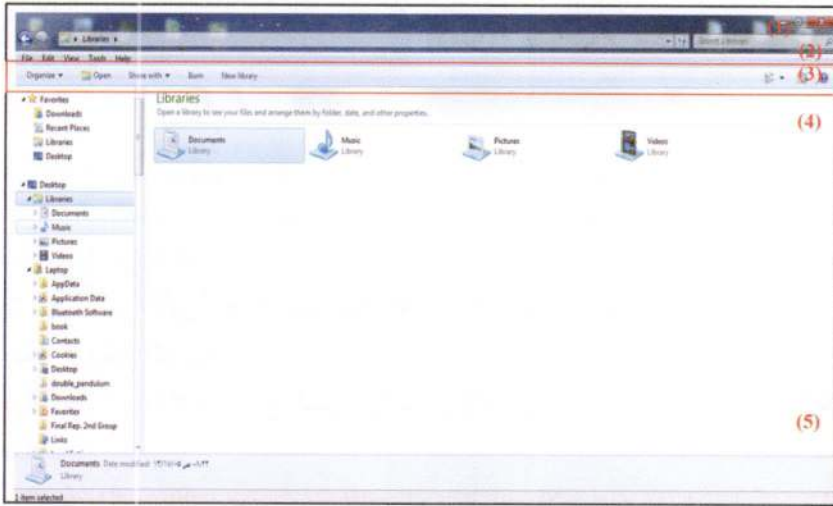 (1)
Libraries
Search Libraries
(2)
File Edit View Tools Help
Organize Open Share with Burn New library
(3)
Favorites
Downloads
Recent Places
Libraries
Desktop
Desktop
Libraries
Documents
Music
Pictures
Videos
Laptop
AppData
Application Data
Bluetooth Software
book
Contacts
Cookies
Desktop
double_pendulum
Downloads
Favorites
Final Rep. 2nd Group
Links
Libraries
Open a library to see your files and arrange them by folder, date, and other properties.
(4)
Documents
Library
Music
Library
Pictures
Library
Videos
Library
(5)
Documents Date modified:
Library
1 item selected